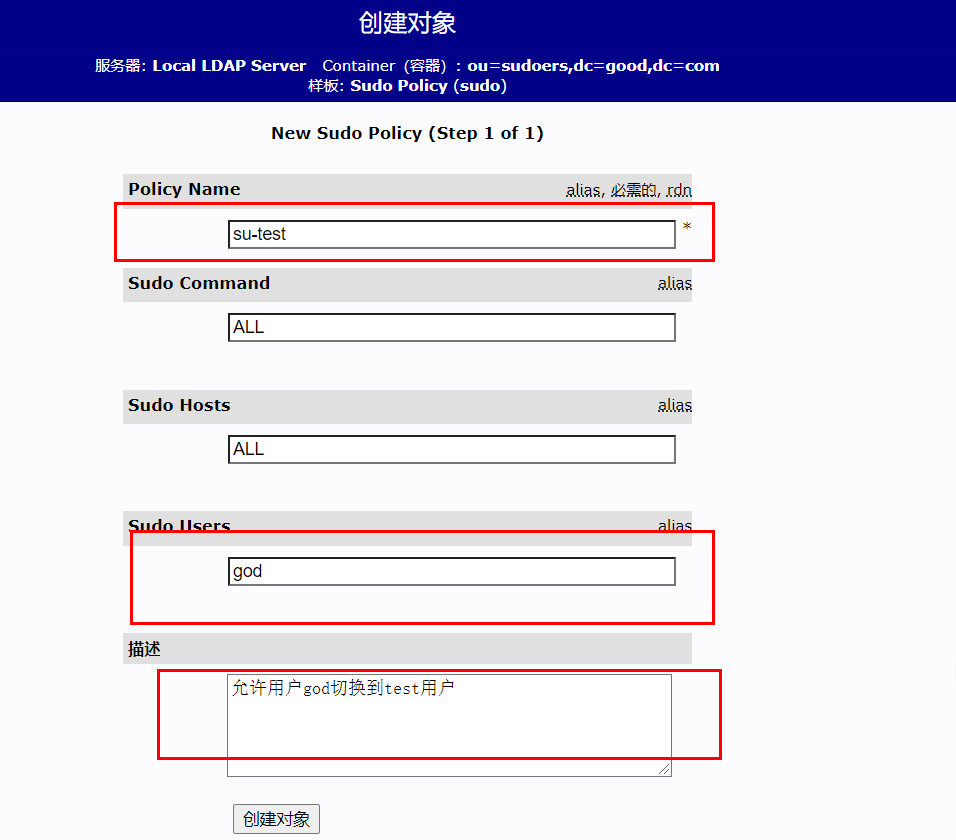 创建对象
服务器: Local LDAP Server Container（容器）: ou=sudoers,dc=good,dc=com
样板: Sudo Policy (sudo)
New Sudo Policy (Step 1 of 1)
Policy Name alias, 必需的, rdn
su-test *
Sudo Command alias
ALL
Sudo Hosts alias
ALL
Sudo Users alias
god
描述
允许用户god切换到test用户
创建对象